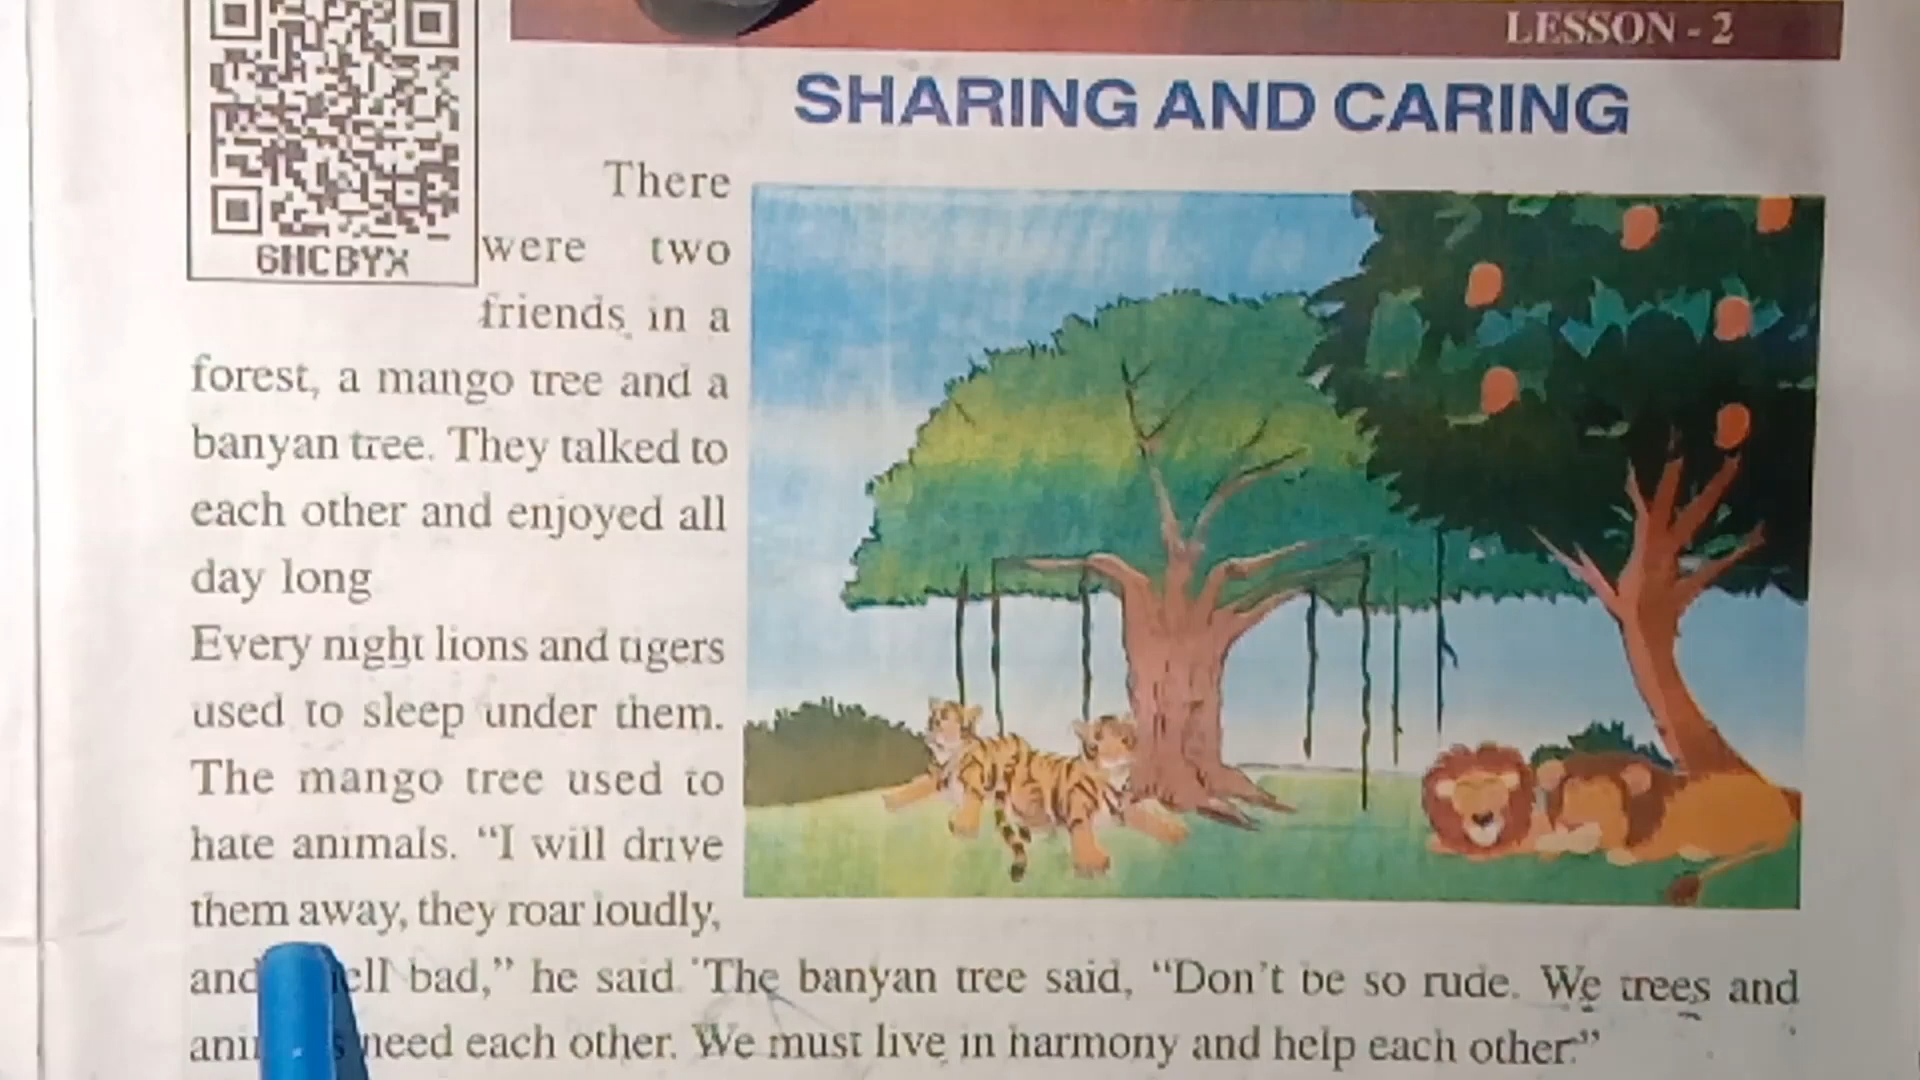 LESSON - 2
SHARING AND CARING
6HCBYX
There
were two
friends in a
forest, a mango tree and a
banyan tree. They talked to
each other and enjoyed all
day long
Every night lions and tigers
used to sleep under them.
The mango tree used to
hate animals. “I will drive
them away, they roar loudly,
and bad,” he said. The banyan tree said, “Don't be so rude. We trees and
need each other. We must live in harmony and help each other.”